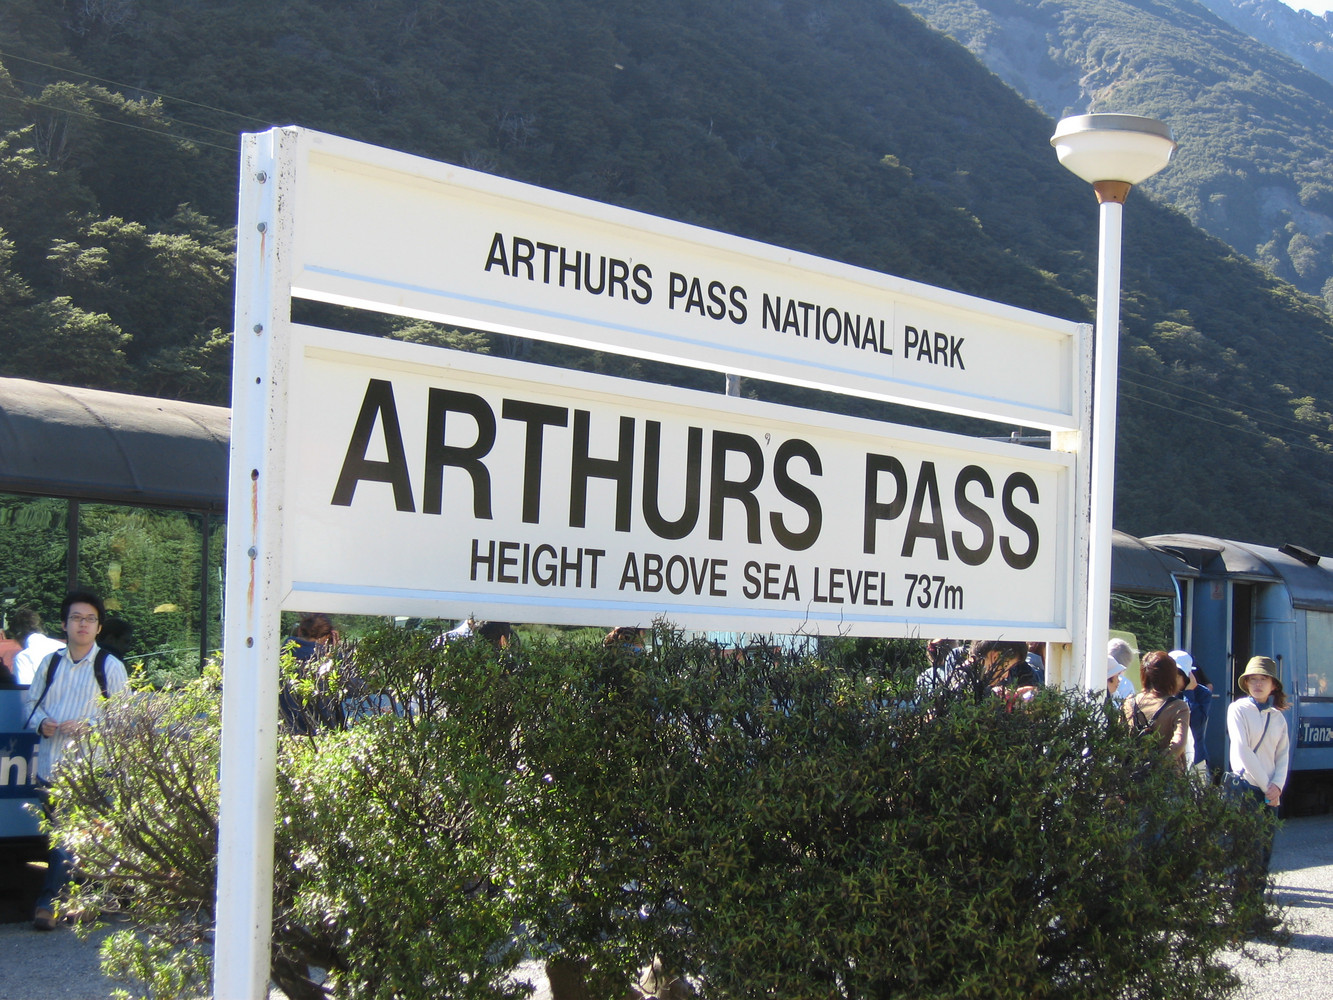 ARTHUR'S PASS NATIONAL PARK
ARTHUR'S PASS
HEIGHT ABOVE SEA LEVEL 737m